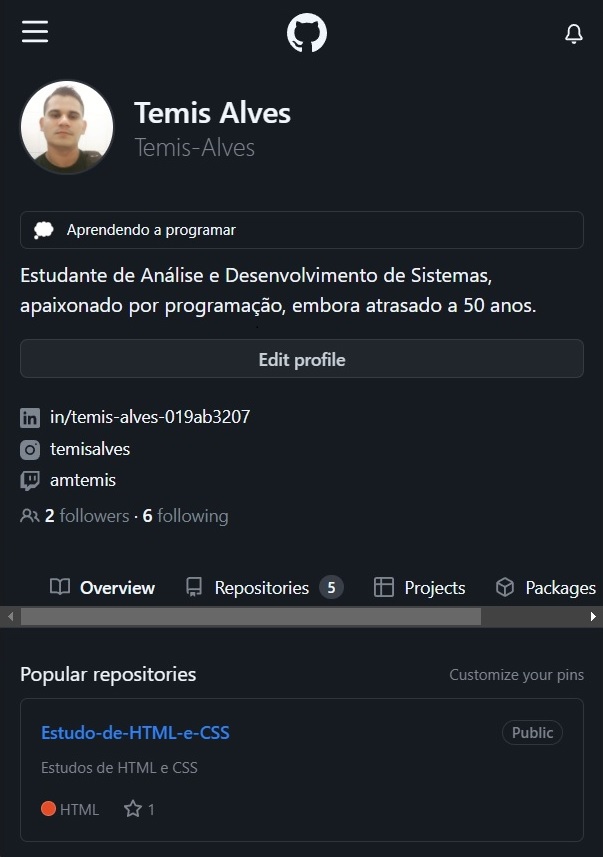 Temis Alves
Temis-Alves
Aprendendo a programar
Estudante de Análise e Desenvolvimento de Sistemas,
apaixonado por programação, embora atrasado a 50 anos.
Edit profile
in/temis-alves-019ab3207
temisalves
amtemis
2 followers · 6 following
Overview Repositories 5 Projects Packages
Popular repositories Customize your pins
Estudo-de-HTML-e-CSS Public
Estudos de HTML e CSS
HTML 1